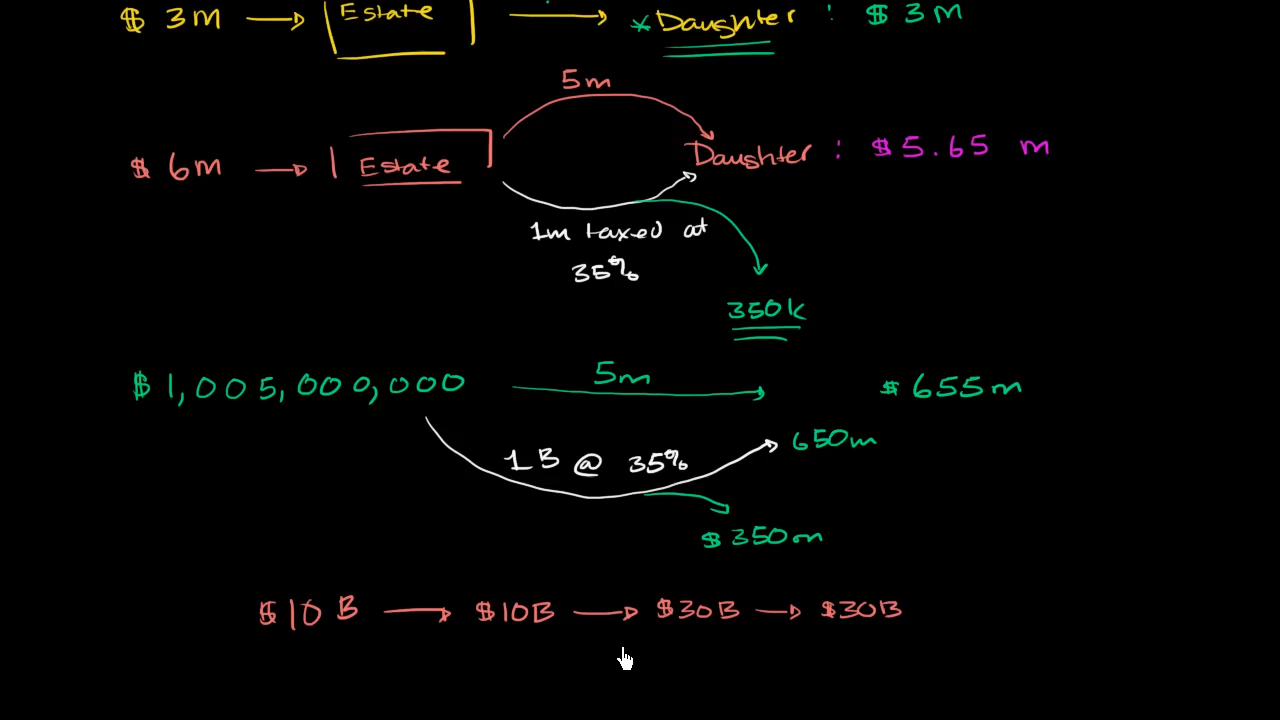 $ 3m → Estate → * Daughter : $ 3m
5m
$ 6m → Estate Daughter : $5.65 m
1m taxed at
35%
350k
$ 1,005,000,000 5m → $ 655m
650m
1 B @ 35%
$ 350m
$10 B → $10B → $30B → $30B